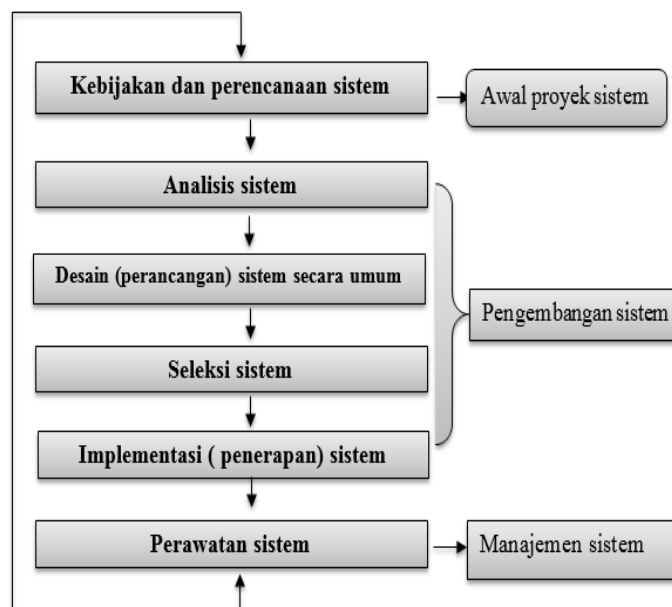 Kebijakan dan perencanaan sistem
Awal proyek sistem
Analisis sistem
Desain (perancangan) sistem secara umum
Pengembangan sistem
Seleksi sistem
Implementasi ( penerapan) sistem
Perawatan sistem
Manajemen sistem